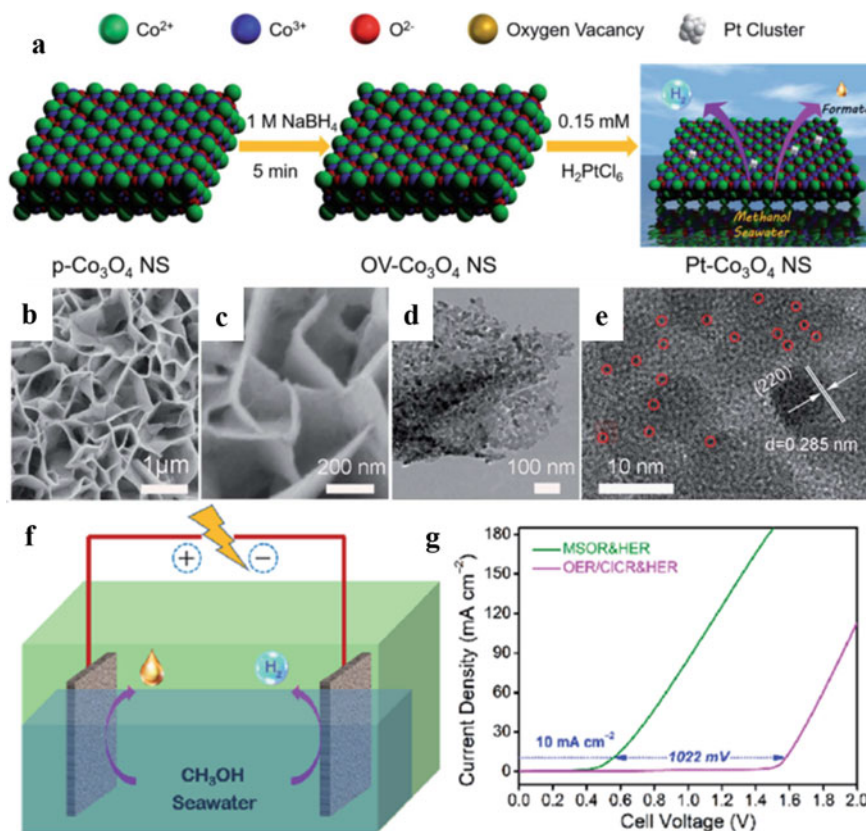 Co²⁺ Co³⁺ O²⁻ Oxygen Vacancy Pt Cluster
a
1 M NaBH₄
5 min
0.15 mM
H₂PtCl₆
H₂
Formate
Methanol
Seawater
p-Co₃O₄ NS OV-Co₃O₄ NS Pt-Co₃O₄ NS
b
1μm
c
200 nm
d
100 nm
e
(220)
d=0.285 nm
10 nm
f
+ −
H₂
CH₃OH
Seawater
g
Current Density (mA cm⁻²)
180
150
120
90
60
30
0
MSOR&HER
OER/ClCR&HER
10 mA cm⁻²
1022 mV
0.0 0.2 0.4 0.6 0.8 1.0 1.2 1.4 1.6 1.8 2.0
Cell Voltage (V)